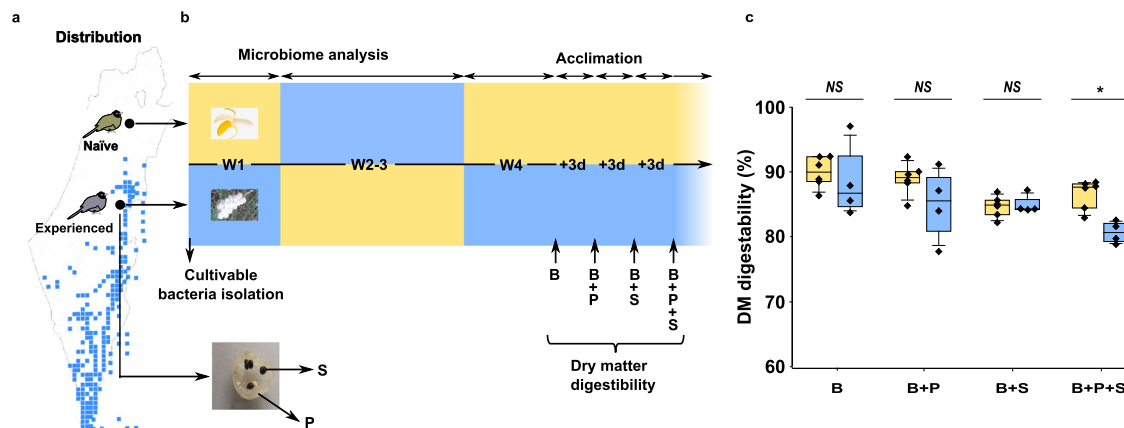 a
Distribution
Naïve
Experienced
b
Microbiome analysis
Acclimation
W1
W2-3
W4
+3d
+3d
+3d
Cultivable
bacteria isolation
B
B
+
P
B
+
S
B
+
P
+
S
Dry matter
digestibility
S
P
c
DM digestability (%)
100
90
80
70
60
NS
NS
NS
*
B
B+P
B+S
B+P+S